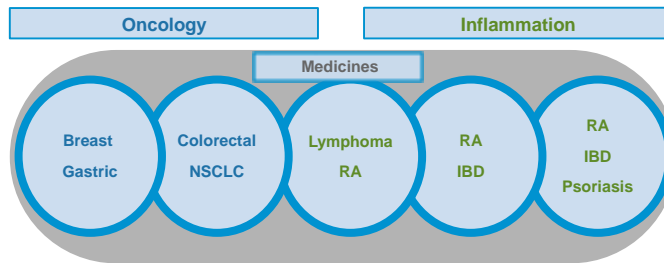 Oncology
Inflammation
Medicines
Breast
Gastric
Colorectal
NSCLC
Lymphoma
RA
RA
IBD
RA
IBD
Psoriasis